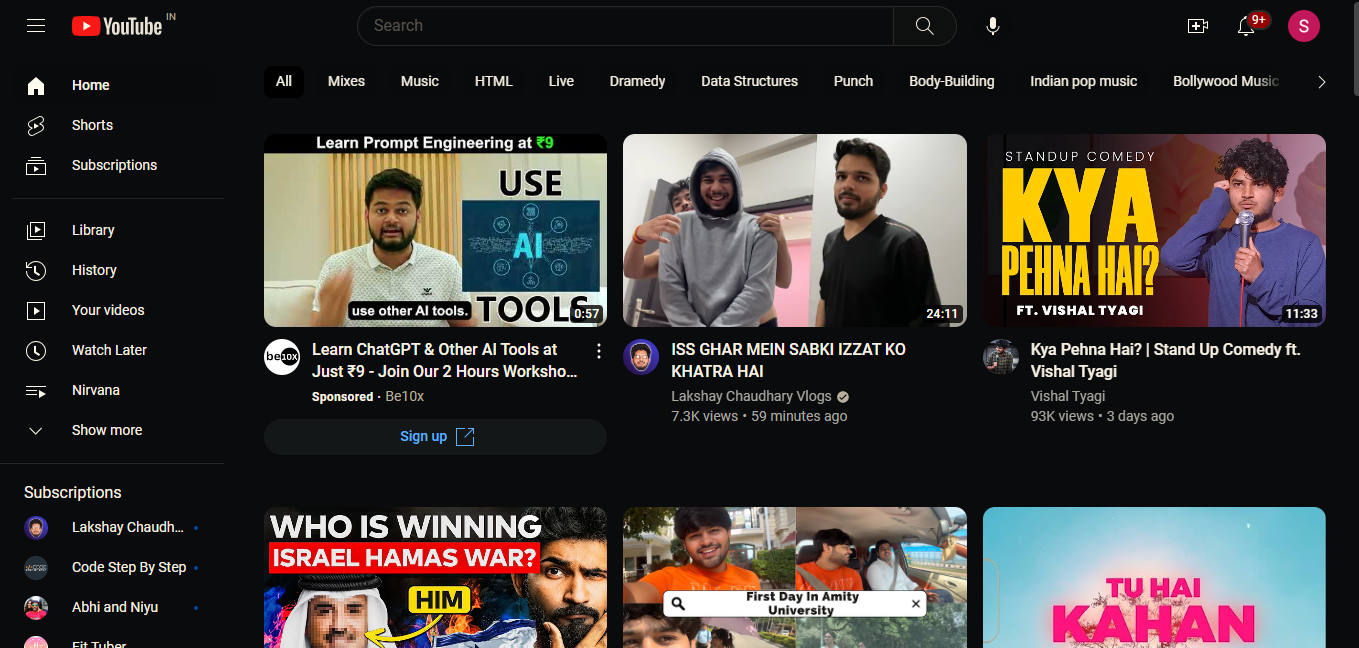 YouTube IN
Search
9+
S
Home
Shorts
Subscriptions
Library
History
Your videos
Watch Later
Nirvana
Show more
Subscriptions
Lakshay Chaudh...
Code Step By Step
Abhi and Niyu
Fit Tuber
All Mixes Music HTML Live Dramedy Data Structures Punch Body-Building Indian pop music Bollywood Music
Learn Prompt Engineering at ₹9
USE
AI
TOOLS
use other AI tools.
0:57
be10x
Learn ChatGPT & Other AI Tools at
Just ₹9 - Join Our 2 Hours Worksho...
Sponsored · Be10x
Sign up
24:11
ISS GHAR MEIN SABKI IZZAT KO
KHATRA HAI
Lakshay Chaudhary Vlogs
7.3K views • 59 minutes ago
STANDUP COMEDY
KYA
PEHNA HAI?
FT. VISHAL TYAGI
11:33
Kya Pehna Hai? | Stand Up Comedy ft.
Vishal Tyagi
Vishal Tyagi
93K views • 3 days ago
WHO IS WINNING
ISRAEL HAMAS WAR?
HIM
First Day In Amity
University
TU HAI
KAHAN